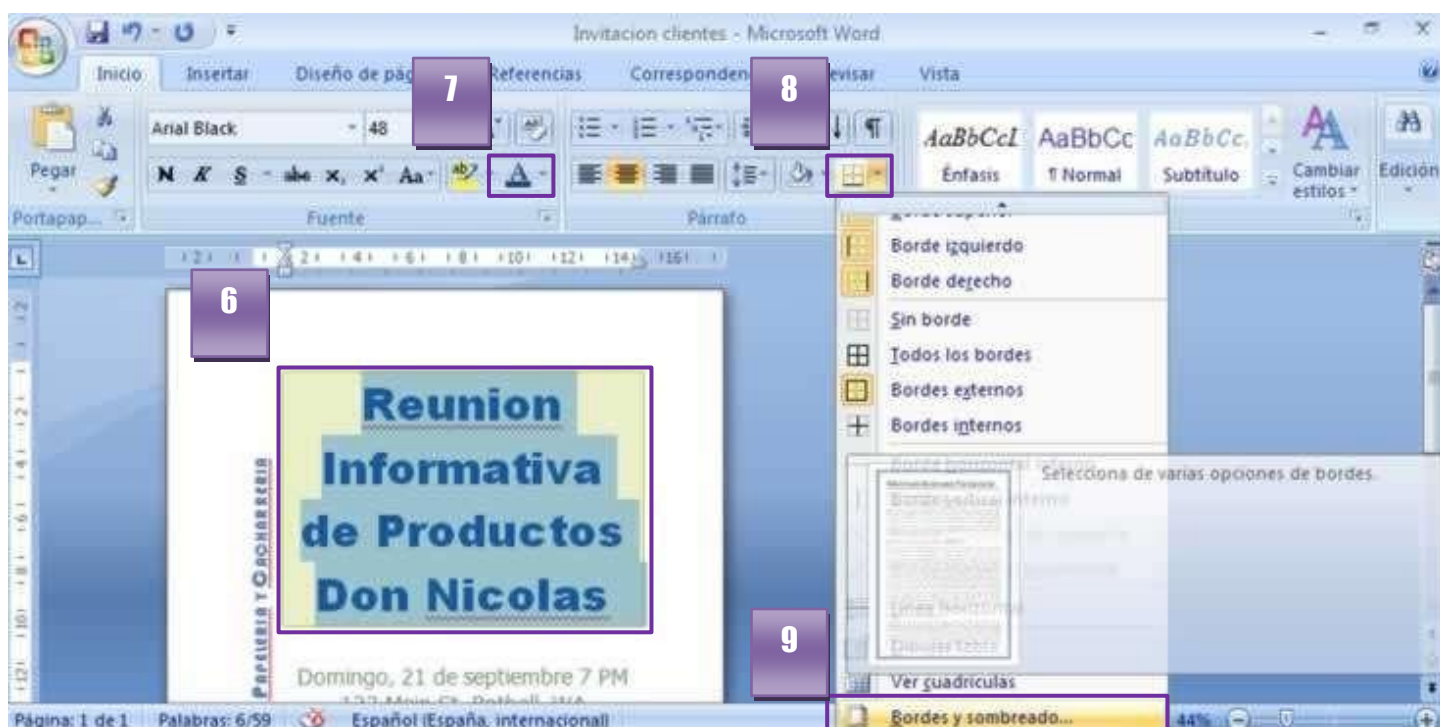 Invitacion clientes - Microsoft Word
Inicio Insertar Diseño de pág Referencias Corresponden evisar Vista
7 8
Arial Black 48
AaBbCcI AaBbCc AaBbCc,
Pegar
N K S abc x, x² Aa ab A
Énfasis ¶ Normal Subtítulo
Cambiar estilos
Edición
Portapap... Fuente Párrafo
Borde izquierdo
Borde derecho
6
Sin borde
Todos los bordes
Bordes externos
Bordes internos
Reunion
Informativa
de Productos
Don Nicolas
PAPELERIA Y CACHARRERIA
Selecciona de varias opciones de bordes.
9
Domingo, 21 de septiembre 7 PM
Ver cuadrículas
Bordes y sombreado...
Página: 1 de 1 Palabras: 6/59 Español (España, internacional) 44%